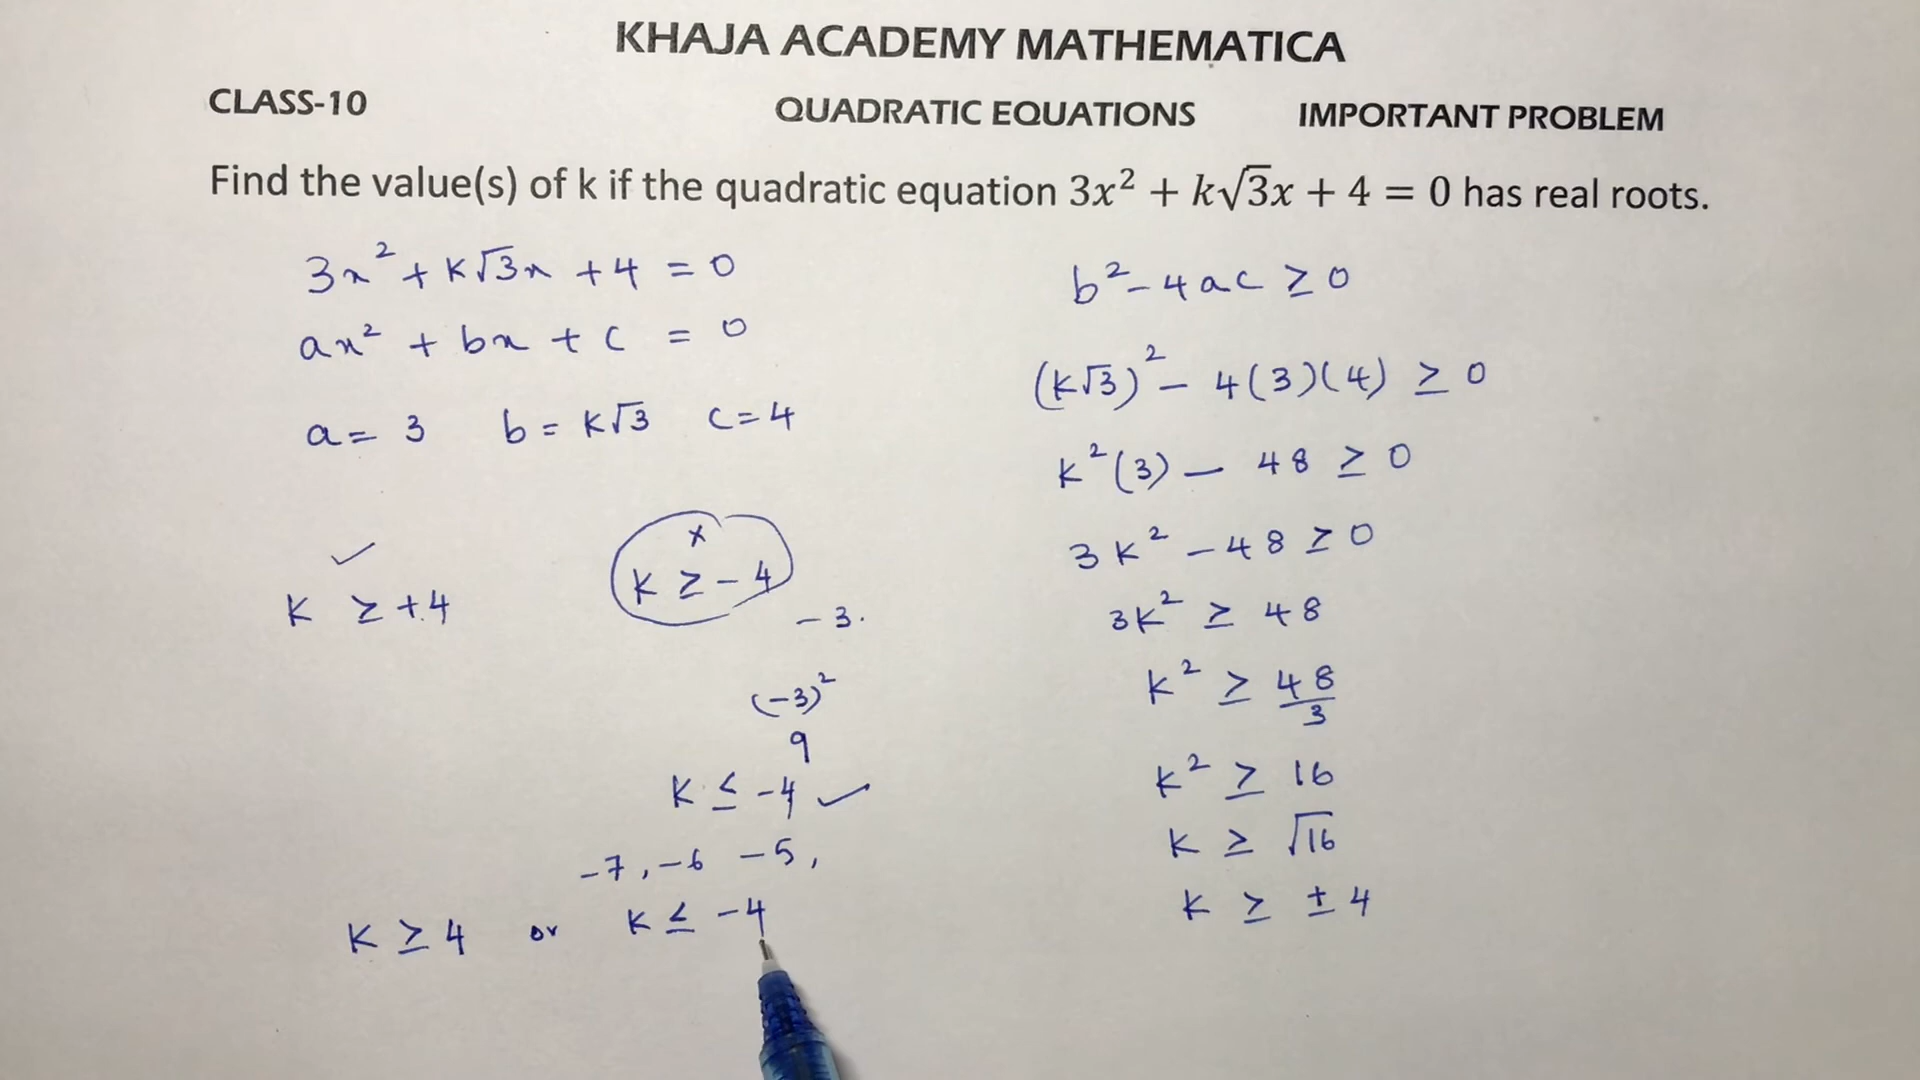 KHAJA ACADEMY MATHEMATICA
CLASS-10 QUADRATIC EQUATIONS IMPORTANT PROBLEM
Find the value(s) of k if the quadratic equation 3x² + k√3x + 4 = 0 has real roots.
3x² + k√3x + 4 = 0
ax² + bx + c = 0
a = 3 b = k√3 c = 4
✓
k ≥ +4
x
k ≥ -4
-3.
(-3)²
9
k ≤ -4 ✓
-7, -6 -5,
k ≥ 4 or k ≤ -4
b² - 4ac ≥ 0
(k√3)² - 4(3)(4) ≥ 0
k²(3) - 48 ≥ 0
3k² - 48 ≥ 0
3k² ≥ 48
k² ≥ 48/3
k² ≥ 16
k ≥ √16
k ≥ ± 4